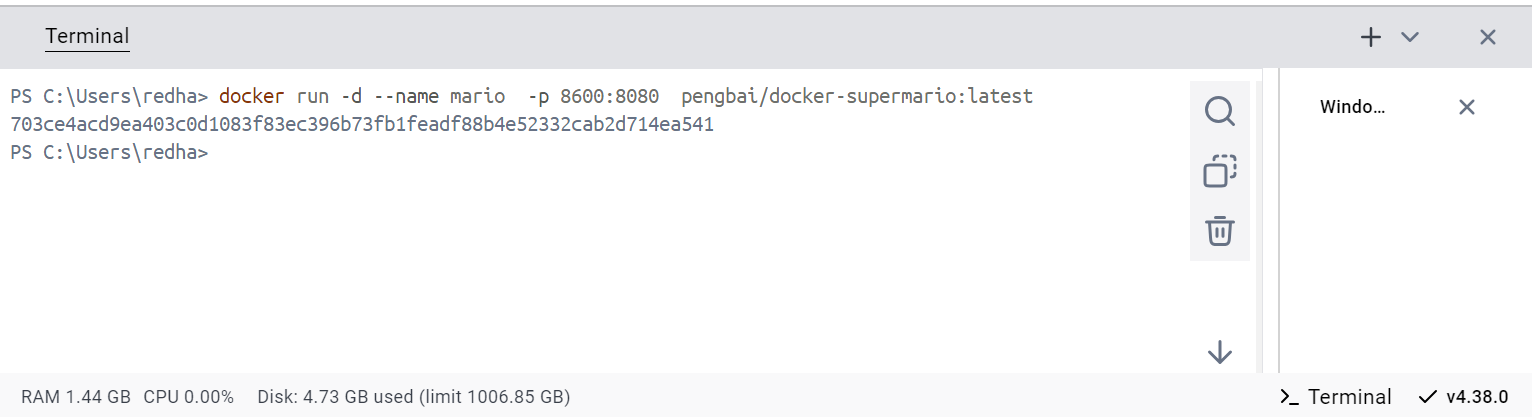 Terminal
PS C:\Users\redha> docker run -d --name mario  -p 8600:8080  pengbai/docker-supermario:latest
703ce4acd9ea403c0d1083f83ec396b73fb1feadf88b4e52332cab2d714ea541
PS C:\Users\redha>
Windo...
RAM 1.44 GB CPU 0.00% Disk: 4.73 GB used (limit 1006.85 GB)
Terminal v4.38.0